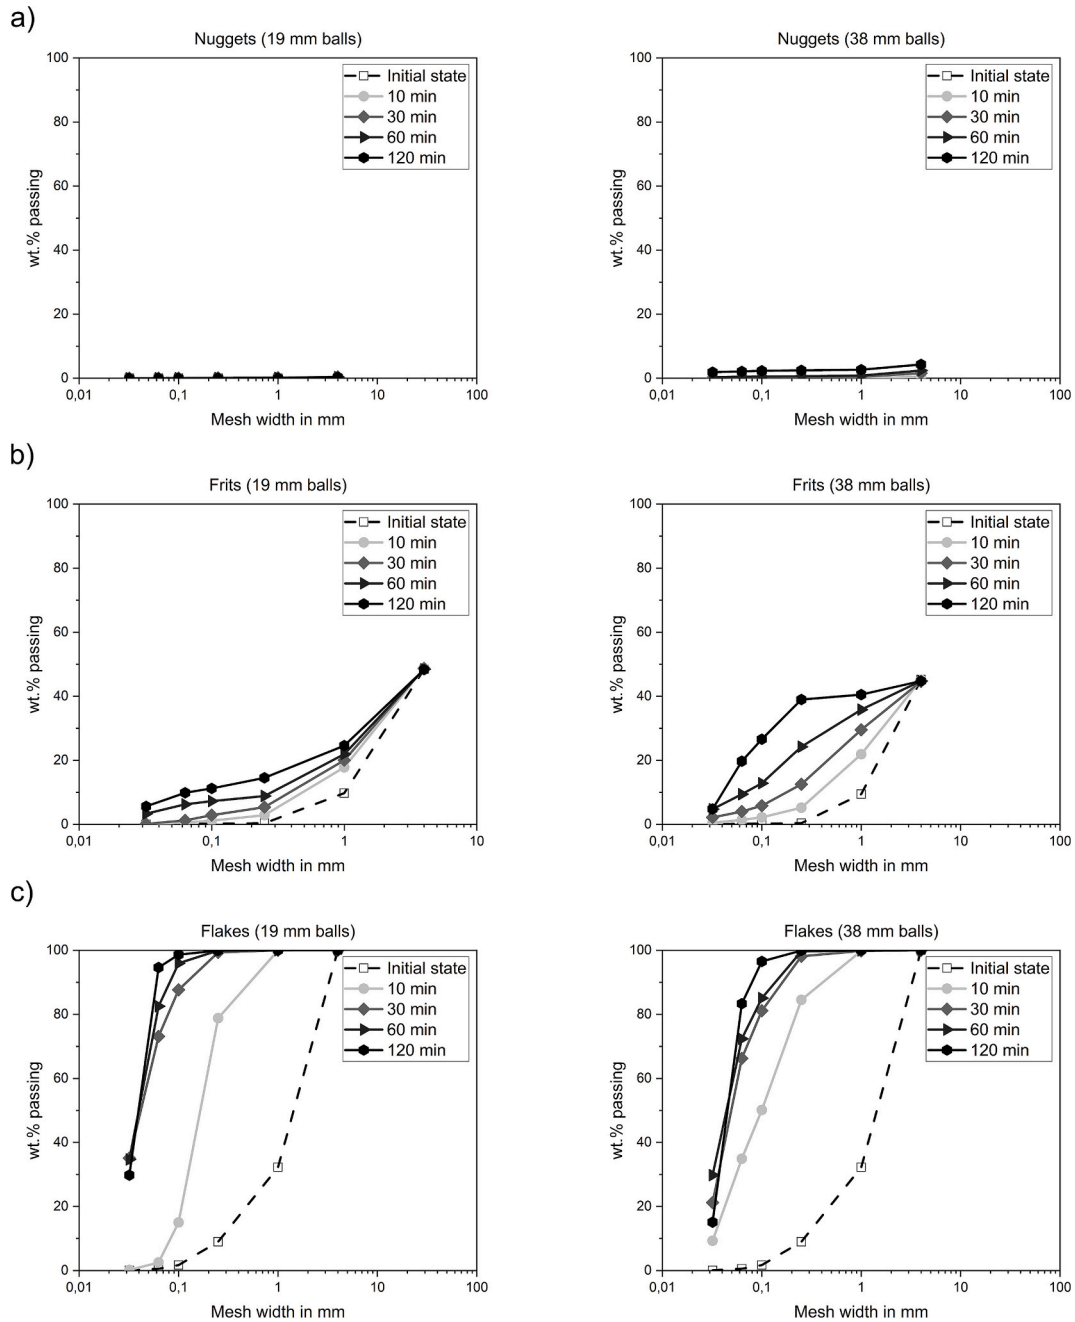 a)
Nuggets (19 mm balls)
100
80
60
40
20
0
wt.% passing
Initial state
10 min
30 min
60 min
120 min
0,01
0,1
1
10
100
Mesh width in mm
Nuggets (38 mm balls)
100
80
60
40
20
0
wt.% passing
Initial state
10 min
30 min
60 min
120 min
0,01
0,1
1
10
100
Mesh width in mm
b)
Frits (19 mm balls)
100
80
60
40
20
0
wt.% passing
Initial state
10 min
30 min
60 min
120 min
0,01
0,1
1
10
Mesh width in mm
Frits (38 mm balls)
100
80
60
40
20
0
wt.% passing
Initial state
10 min
30 min
60 min
120 min
0,01
0,1
1
10
100
Mesh width in mm
c)
Flakes (19 mm balls)
100
80
60
40
20
0
wt.% passing
Initial state
10 min
30 min
60 min
120 min
0,01
0,1
1
10
100
Mesh width in mm
Flakes (38 mm balls)
100
80
60
40
20
0
wt.% passing
Initial state
10 min
30 min
60 min
120 min
0,01
0,1
1
10
100
Mesh width in mm